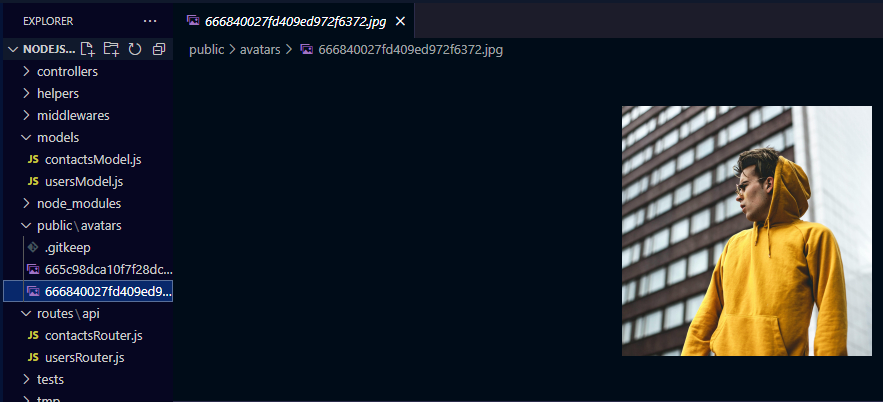 EXPLORER ...
666840027fd409ed972f6372.jpg
NODEJS...
public > avatars > 666840027fd409ed972f6372.jpg
controllers
helpers
middlewares
models
JS contactsModel.js
JS usersModel.js
node_modules
public\avatars
.gitkeep
665c98dca10f7f28dc...
666840027fd409ed9...
routes\api
JS contactsRouter.js
JS usersRouter.js
tests
tmp